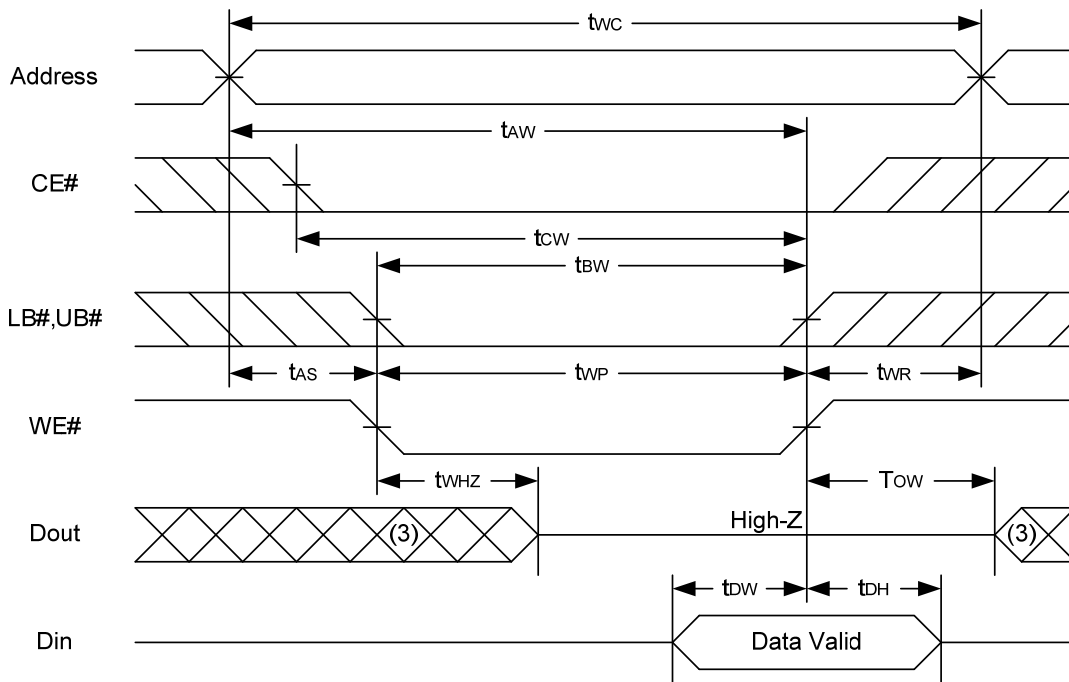 tWC
Address
tAW
CE#
tCW
tBW
LB#,UB#
tAS
tWP
tWR
WE#
tWHZ
TOW
High-Z
Dout
(3)
(3)
tDW
tDH
Din
Data Valid